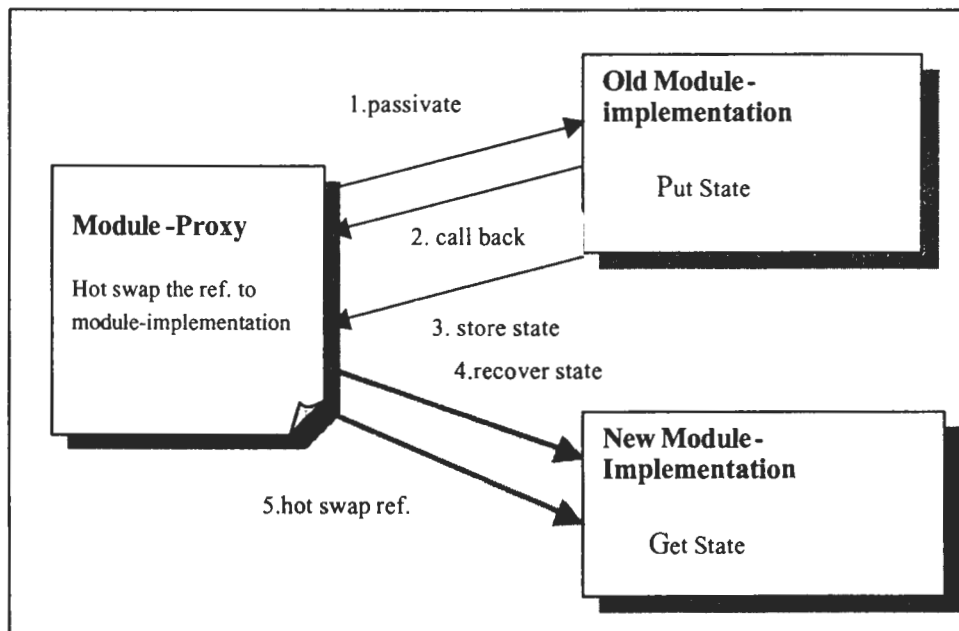 1.passivate
Old Module-
implementation
Put State
Module-Proxy
Hot swap the ref. to
module-implementation
2. call back
3. store state
4.recover state
New Module-
Implementation
Get State
5.hot swap ref.